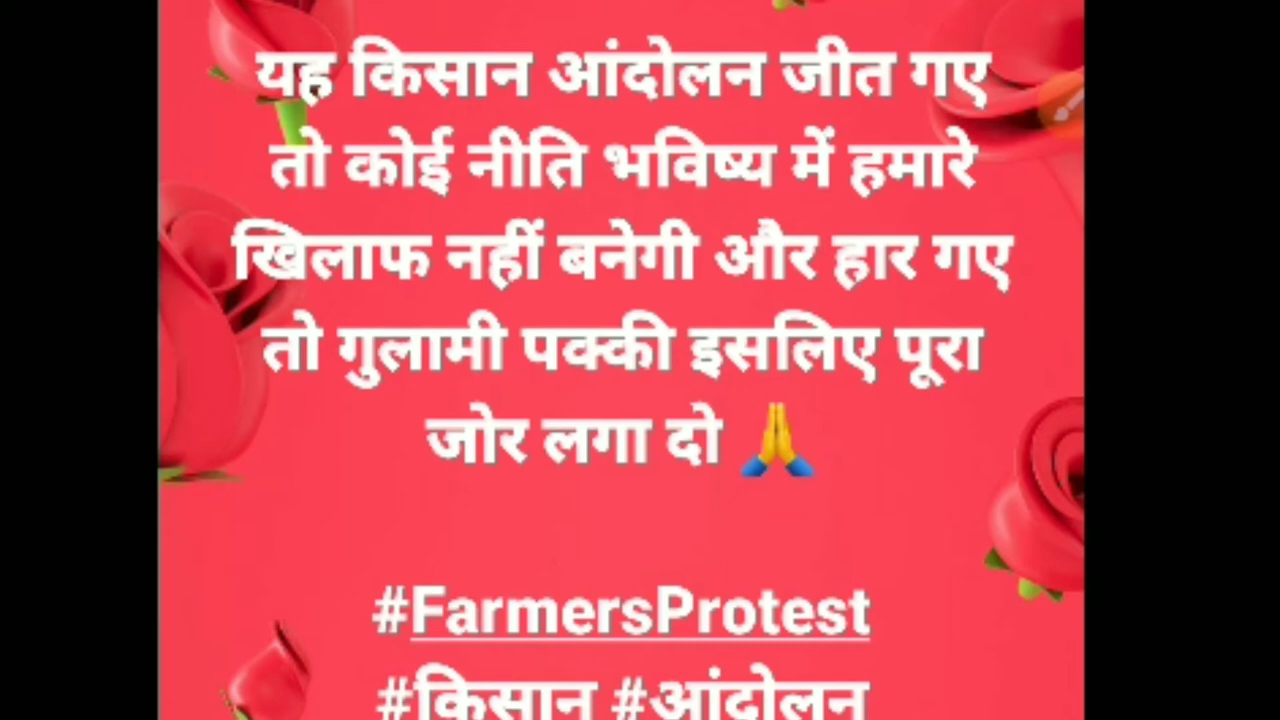 यह किसान आंदोलन जीत गए
तो कोई नीति भविष्य में हमारे
खिलाफ नहीं बनेगी और हार गए
तो गुलामी पक्की इसलिए पूरा
जोर लगा दो 🙏
#FarmersProtest
#किसान #आंदोलन